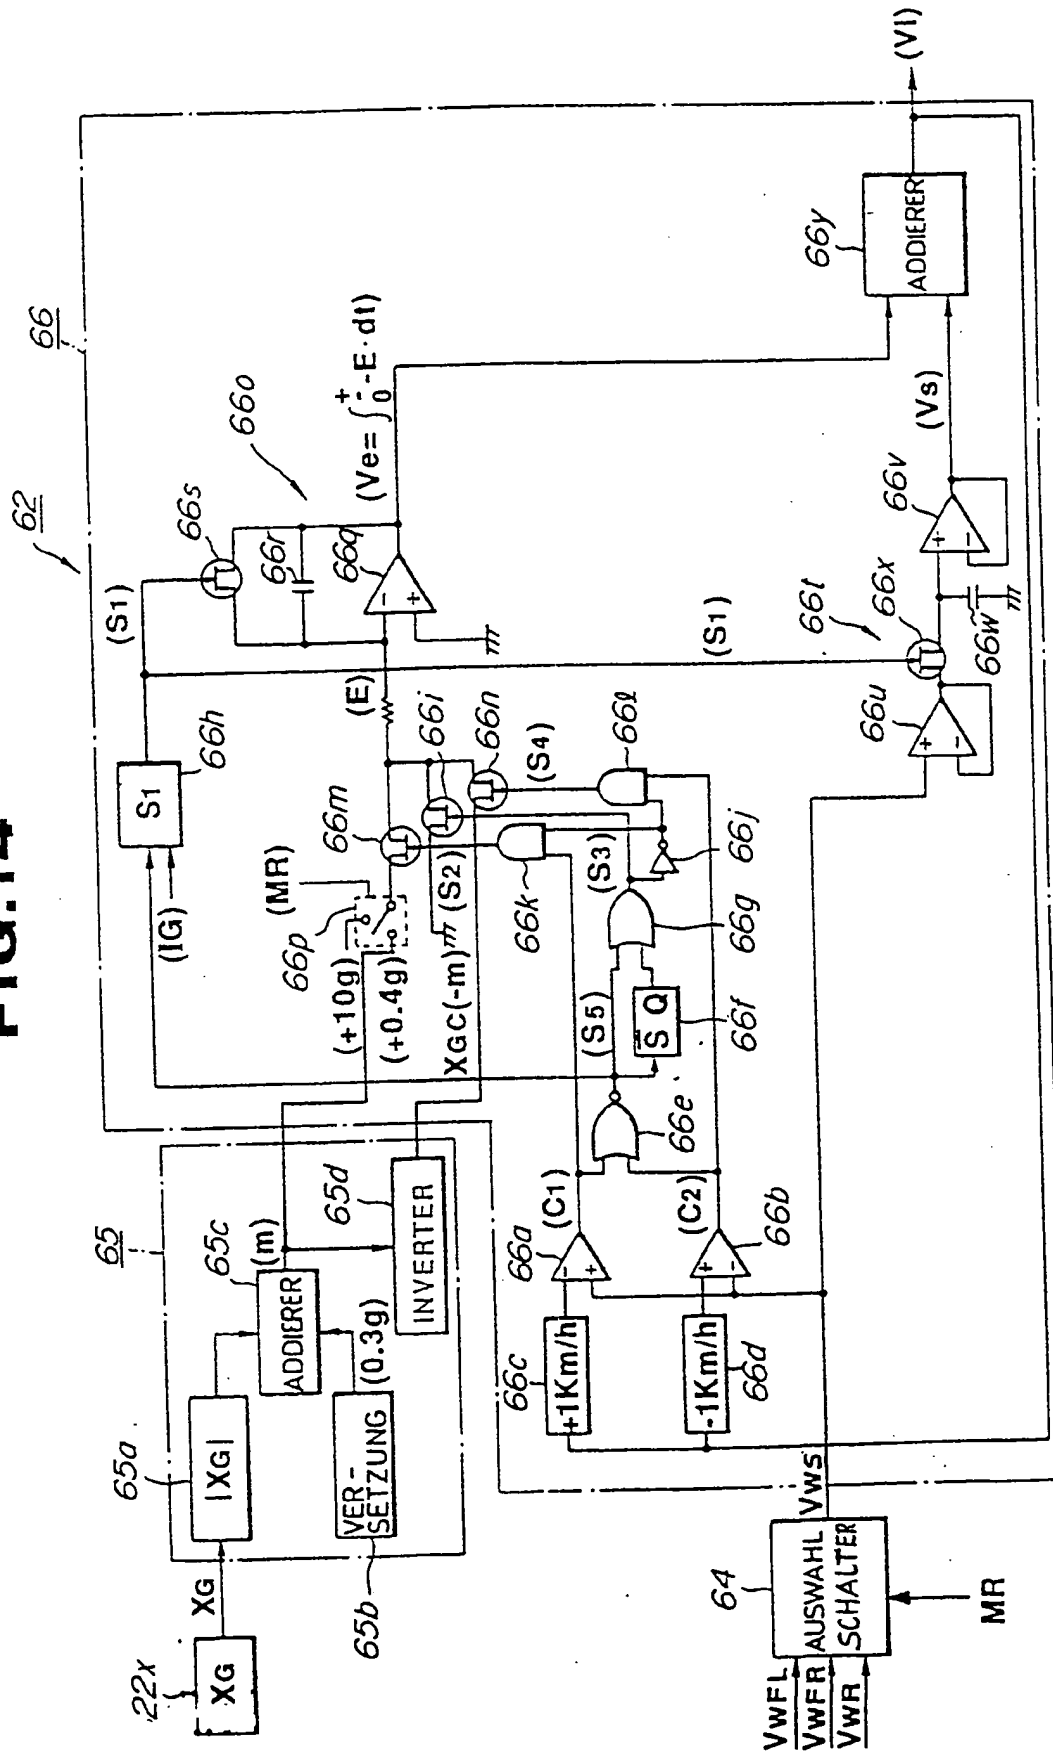 FIG.14
62
66
(S1)
66s
66r
66o
66q
(Ve=∫0+ -E·dt)
S1
66h
(IG)
(E)
66m
66i
66n
(MR)
66p
(+10g)
(+0.4g)
(S2)
XGC(-m)
66k
(S3)
(S4)
66l
66j
66g
(S5)
S̄ Q
66f
66e
(S1)
66t
66x
66u
66w
66v
(Vs)
66y
ADDIERER
(VI)
65
65a
|XG|
65c
(m)
ADDIERER
65d
INVERTER
(0.3g)
VER-
SETZUNG
65b
22x
XG
XG
(C1)
66a
(C2)
66b
66c
+1Km/h
-1Km/h
66d
64
AUSWAHL
SCHALTER
VWS
VWFL
VWFR
VWR
MR